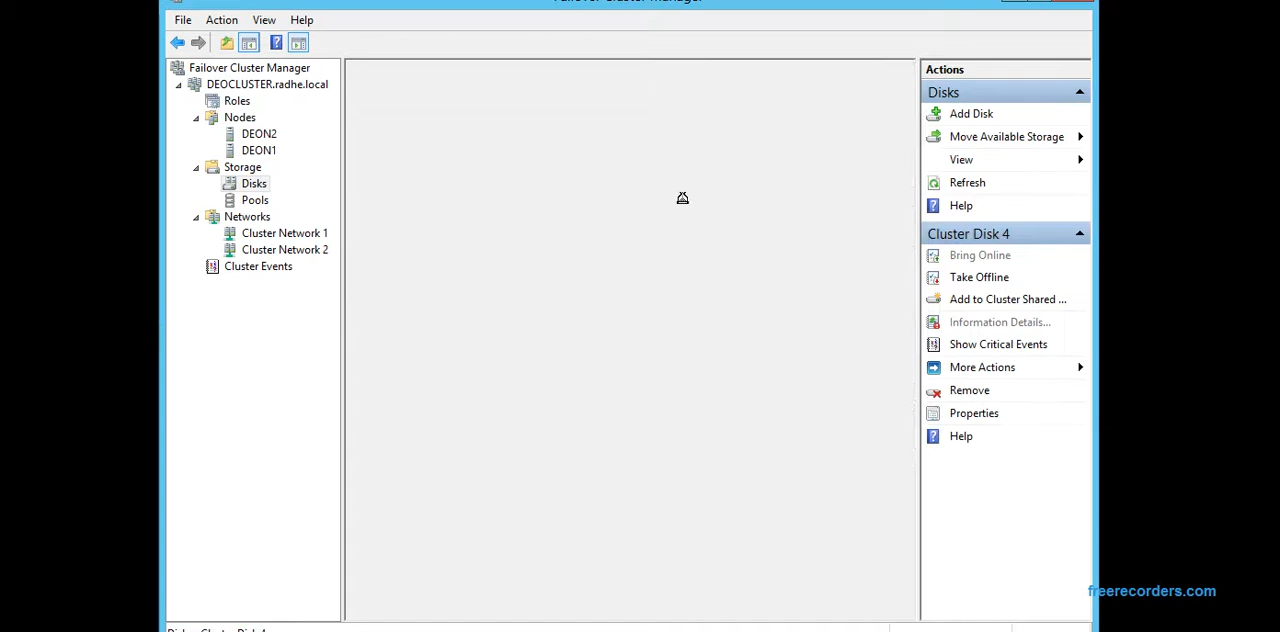 Failover Cluster Manager
File Action View Help
Failover Cluster Manager
DEOCLUSTER.radhe.local
Roles
Nodes
DEON2
DEON1
Storage
Disks
Pools
Networks
Cluster Network 1
Cluster Network 2
Cluster Events
Actions
Disks
Add Disk
Move Available Storage
View
Refresh
Help
Cluster Disk 4
Bring Online
Take Offline
Add to Cluster Shared ...
Information Details...
Show Critical Events
More Actions
Remove
Properties
Help
freerecorders.com